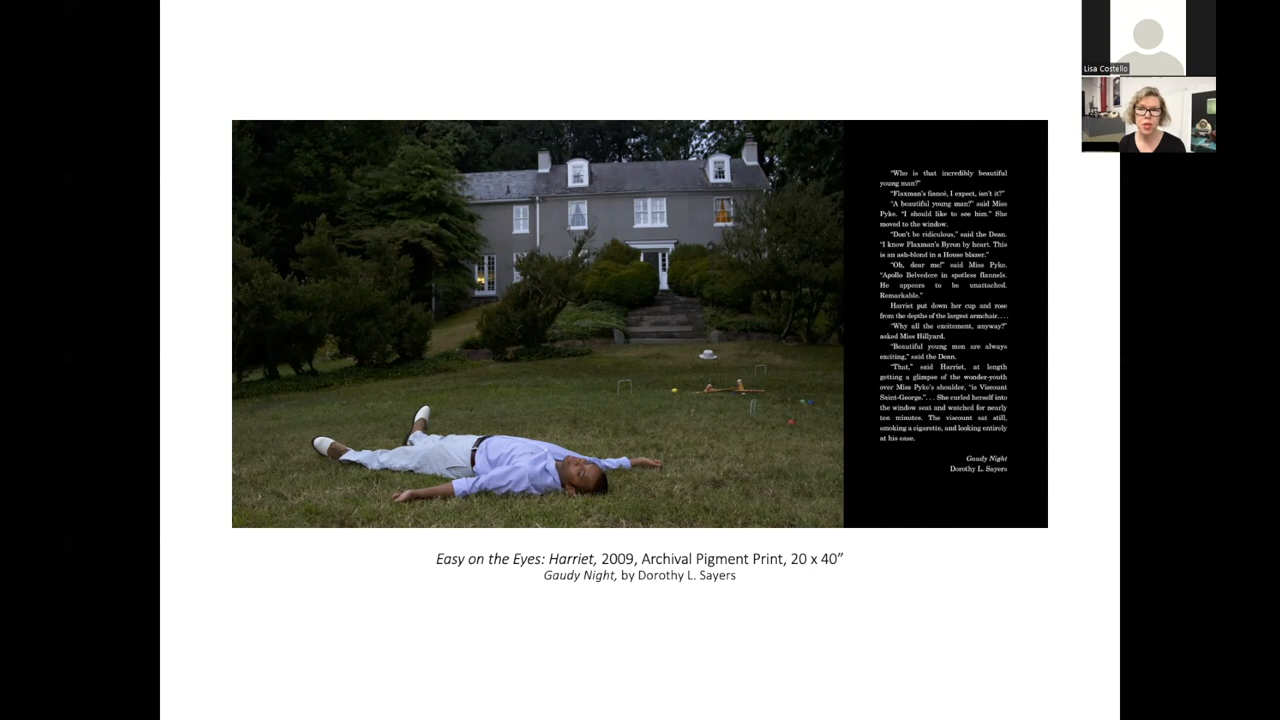 Lisa Costello
"Who is that incredibly beautiful
young man?"
"Flaxman's fiancé, I expect, isn't it?"
"A beautiful young man?" said Miss
Pyke. "I should like to see him." She
moved to the window.
"Don't be ridiculous," said the Dean.
"I know Flaxman's Byron by heart. This
is an ash-blond in a House blazer."
"Oh, dear me!" said Miss Pyke.
"Apollo Belvedere in spotless flannels.
He appears to be unattached.
Remarkable."
Harriet put down her cup and rose
from the depths of the largest armchair....
"Why all the excitement, anyway?"
asked Miss Hillyard.
"Beautiful young men are always
exciting," said the Dean.
"That," said Harriet, at length
getting a glimpse of the wonder-youth
over Miss Pyke's shoulder, "is Viscount
Saint-George."... She curled herself into
the window seat and watched for nearly
ten minutes. The viscount sat still,
smoking a cigarette, and looking entirely
at his ease.
Gaudy Night
Dorothy L. Sayers
Easy on the Eyes: Harriet, 2009, Archival Pigment Print, 20 x 40”
Gaudy Night, by Dorothy L. Sayers